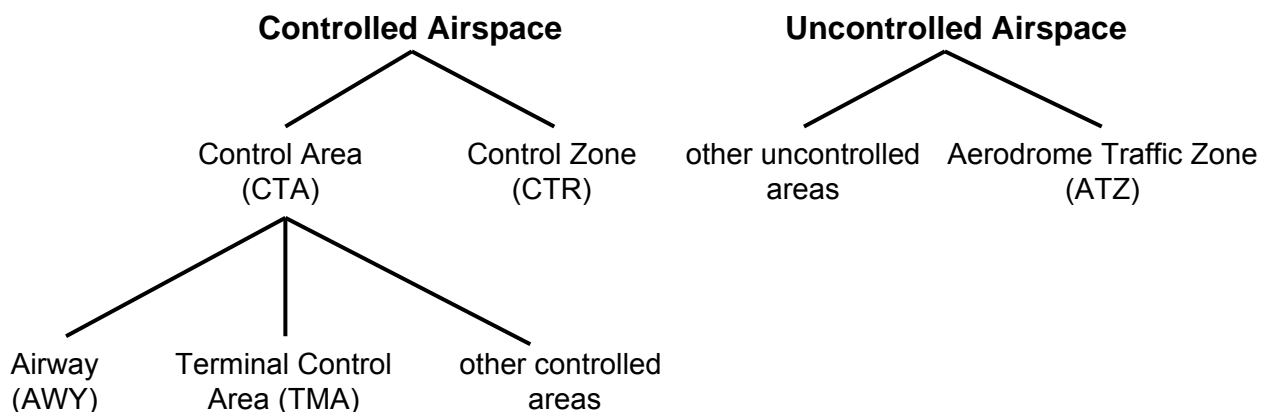 Controlled Airspace
Uncontrolled Airspace
Control Area
(CTA)
Control Zone
(CTR)
other uncontrolled
areas
Aerodrome Traffic Zone
(ATZ)
Airway
(AWY)
Terminal Control
Area (TMA)
other controlled
areas